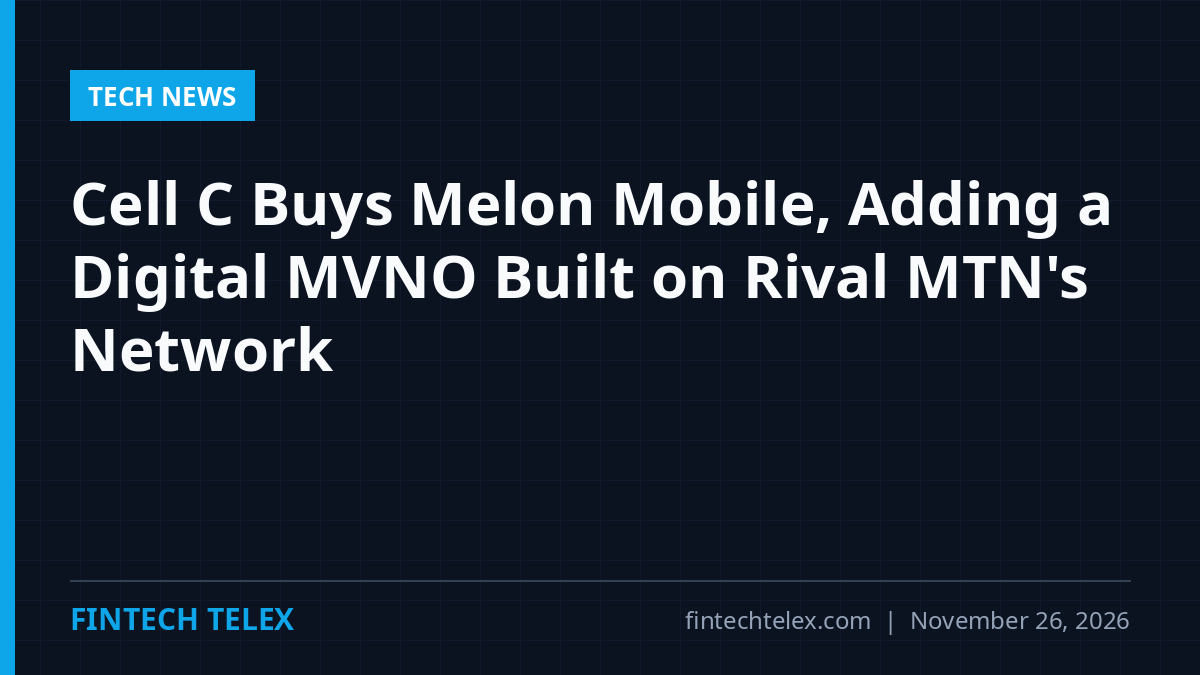 TECH NEWS
Cell C Buys Melon Mobile, Adding a
Digital MVNO Built on Rival MTN's
Network
FINTECH TELEX
fintechtelex.com | November 26, 2026